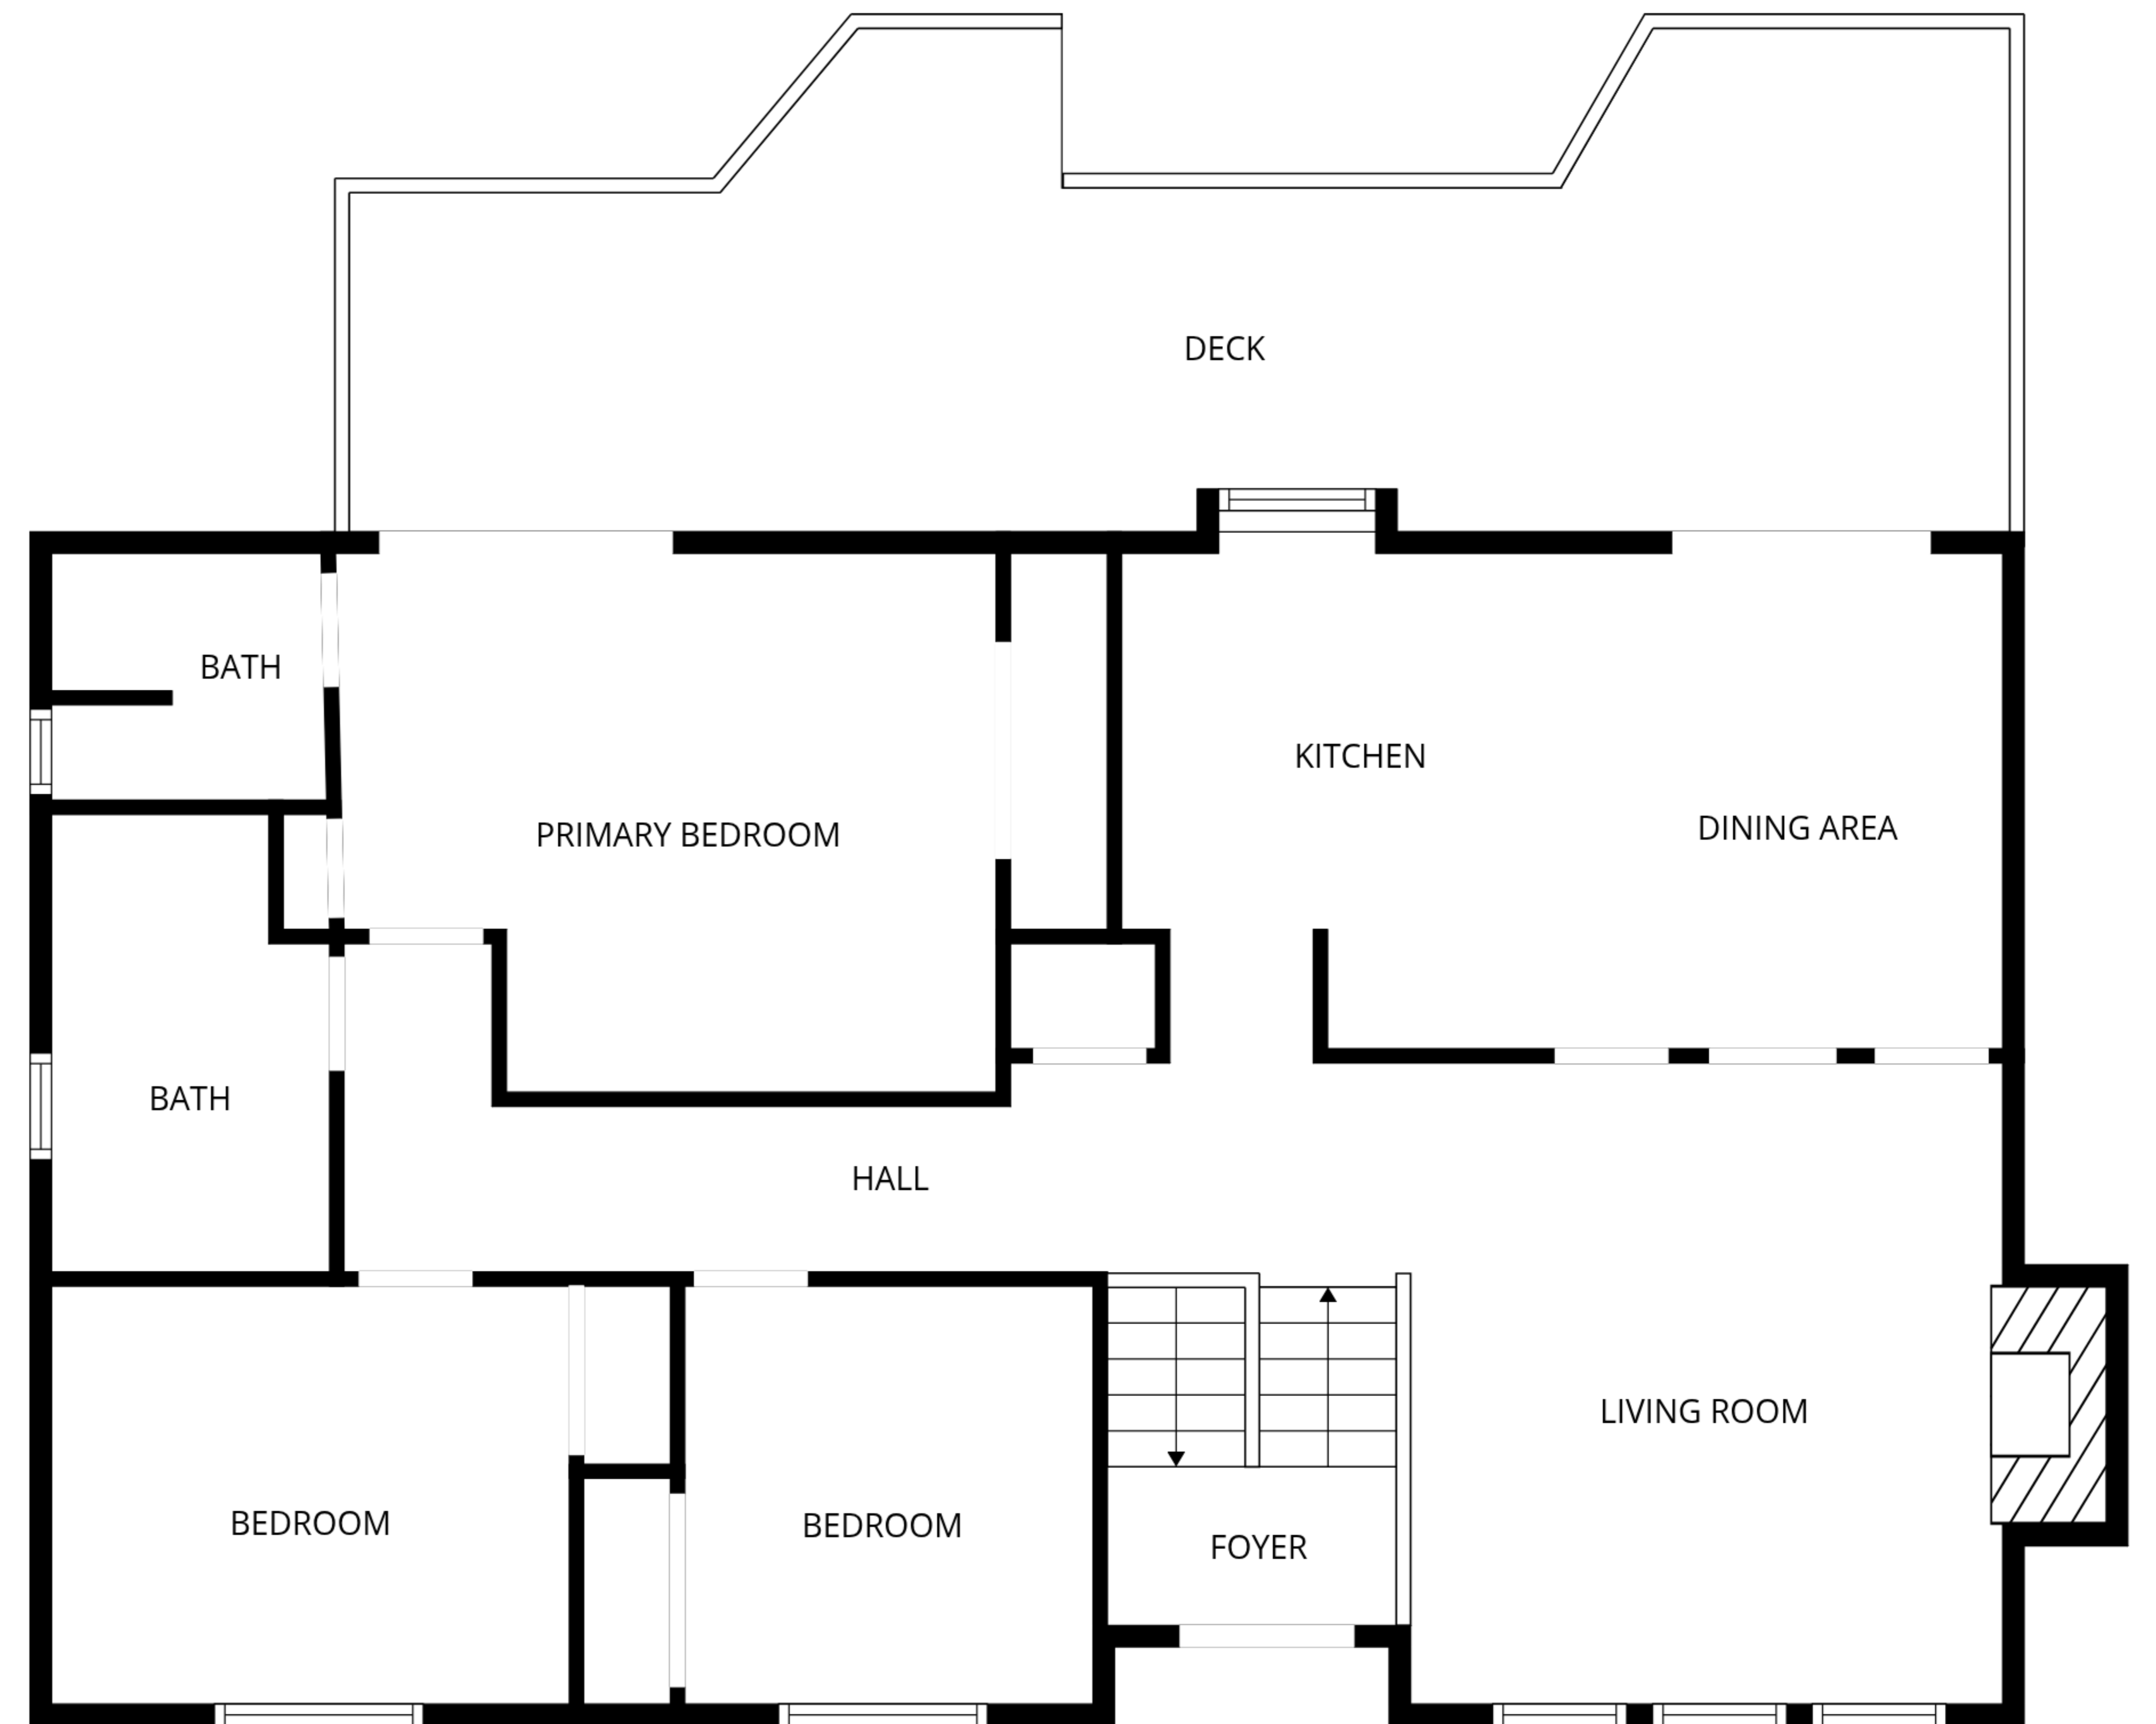 DECK
BATH
KITCHEN
PRIMARY BEDROOM
DINING AREA
BATH
HALL
LIVING ROOM
BEDROOM
BEDROOM
FOYER